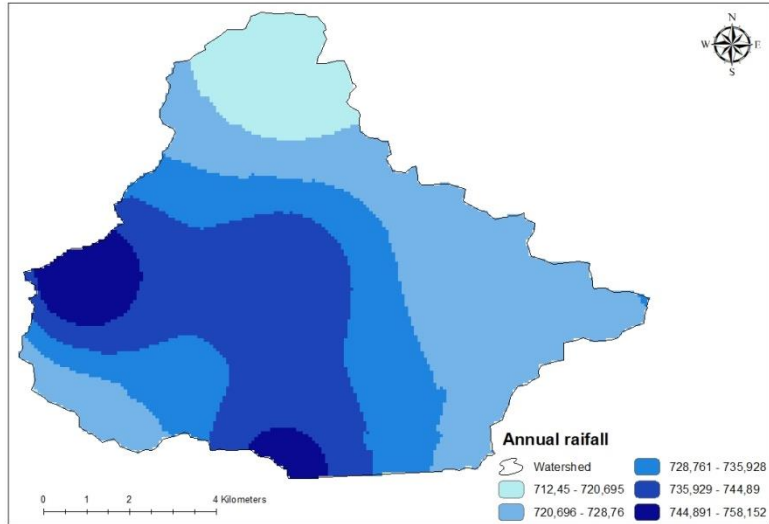 N
W E
S
Annual raifall
Watershed
712,45 - 720,695
720,696 - 728,76
728,761 - 735,928
735,929 - 744,89
744,891 - 758,152
0 1 2 4 Kilometers